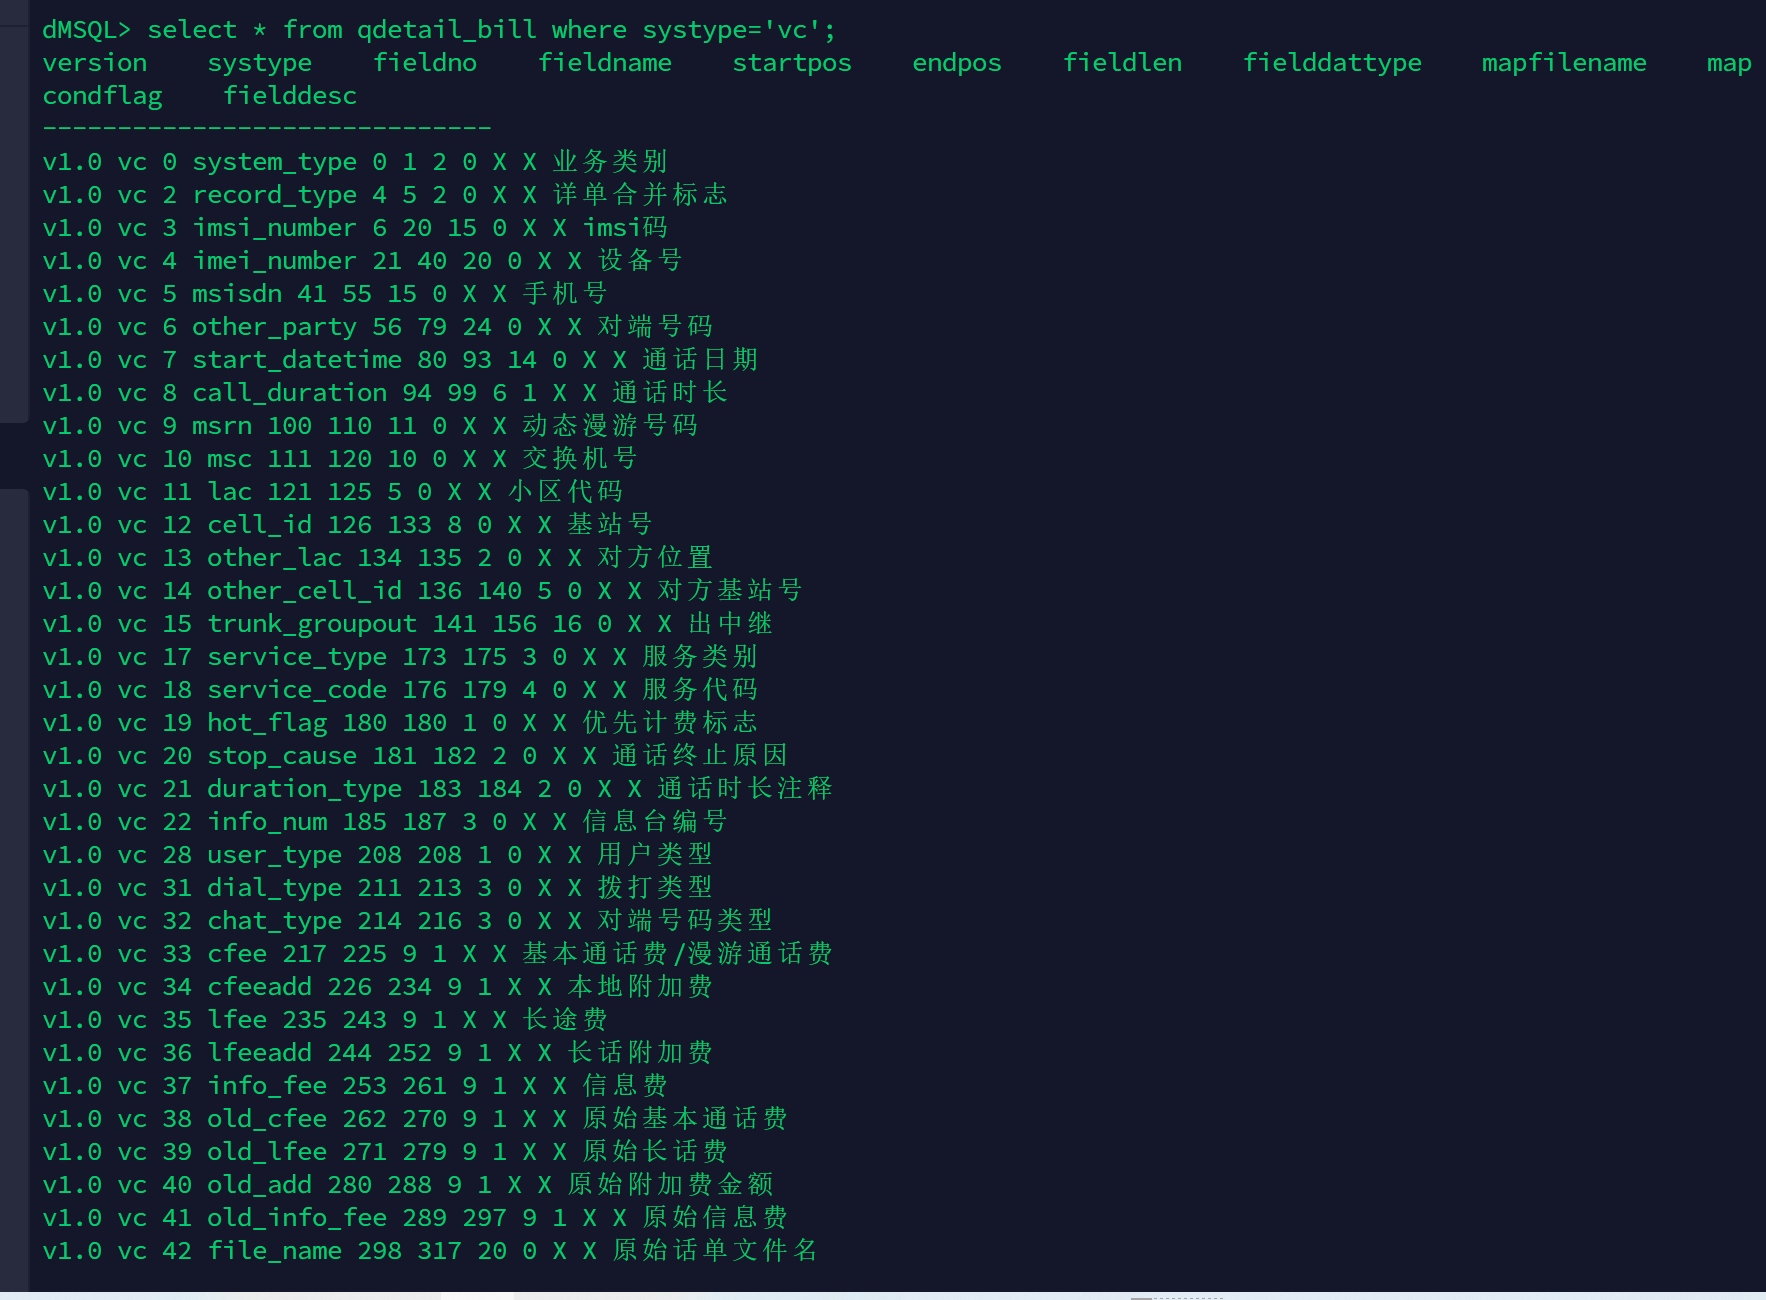 dMSQL> select * from qdetail_bill where systype='vc';
version    systype    fieldno    fieldname    startpos    endpos    fieldlen    fielddattype    mapfilename    map
condflag    fielddesc
------------------------------
v1.0 vc 0 system_type 0 1 2 0 X X 业务类别
v1.0 vc 2 record_type 4 5 2 0 X X 详单合并标志
v1.0 vc 3 imsi_number 6 20 15 0 X X imsi码
v1.0 vc 4 imei_number 21 40 20 0 X X 设备号
v1.0 vc 5 msisdn 41 55 15 0 X X 手机号
v1.0 vc 6 other_party 56 79 24 0 X X 对端号码
v1.0 vc 7 start_datetime 80 93 14 0 X X 通话日期
v1.0 vc 8 call_duration 94 99 6 1 X X 通话时长
v1.0 vc 9 msrn 100 110 11 0 X X 动态漫游号码
v1.0 vc 10 msc 111 120 10 0 X X 交换机号
v1.0 vc 11 lac 121 125 5 0 X X 小区代码
v1.0 vc 12 cell_id 126 133 8 0 X X 基站号
v1.0 vc 13 other_lac 134 135 2 0 X X 对方位置
v1.0 vc 14 other_cell_id 136 140 5 0 X X 对方基站号
v1.0 vc 15 trunk_groupout 141 156 16 0 X X 出中继
v1.0 vc 17 service_type 173 175 3 0 X X 服务类别
v1.0 vc 18 service_code 176 179 4 0 X X 服务代码
v1.0 vc 19 hot_flag 180 180 1 0 X X 优先计费标志
v1.0 vc 20 stop_cause 181 182 2 0 X X 通话终止原因
v1.0 vc 21 duration_type 183 184 2 0 X X 通话时长注释
v1.0 vc 22 info_num 185 187 3 0 X X 信息台编号
v1.0 vc 28 user_type 208 208 1 0 X X 用户类型
v1.0 vc 31 dial_type 211 213 3 0 X X 拨打类型
v1.0 vc 32 chat_type 214 216 3 0 X X 对端号码类型
v1.0 vc 33 cfee 217 225 9 1 X X 基本通话费/漫游通话费
v1.0 vc 34 cfeeadd 226 234 9 1 X X 本地附加费
v1.0 vc 35 lfee 235 243 9 1 X X 长途费
v1.0 vc 36 lfeeadd 244 252 9 1 X X 长话附加费
v1.0 vc 37 info_fee 253 261 9 1 X X 信息费
v1.0 vc 38 old_cfee 262 270 9 1 X X 原始基本通话费
v1.0 vc 39 old_lfee 271 279 9 1 X X 原始长话费
v1.0 vc 40 old_add 280 288 9 1 X X 原始附加费金额
v1.0 vc 41 old_info_fee 289 297 9 1 X X 原始信息费
v1.0 vc 42 file_name 298 317 20 0 X X 原始话单文件名